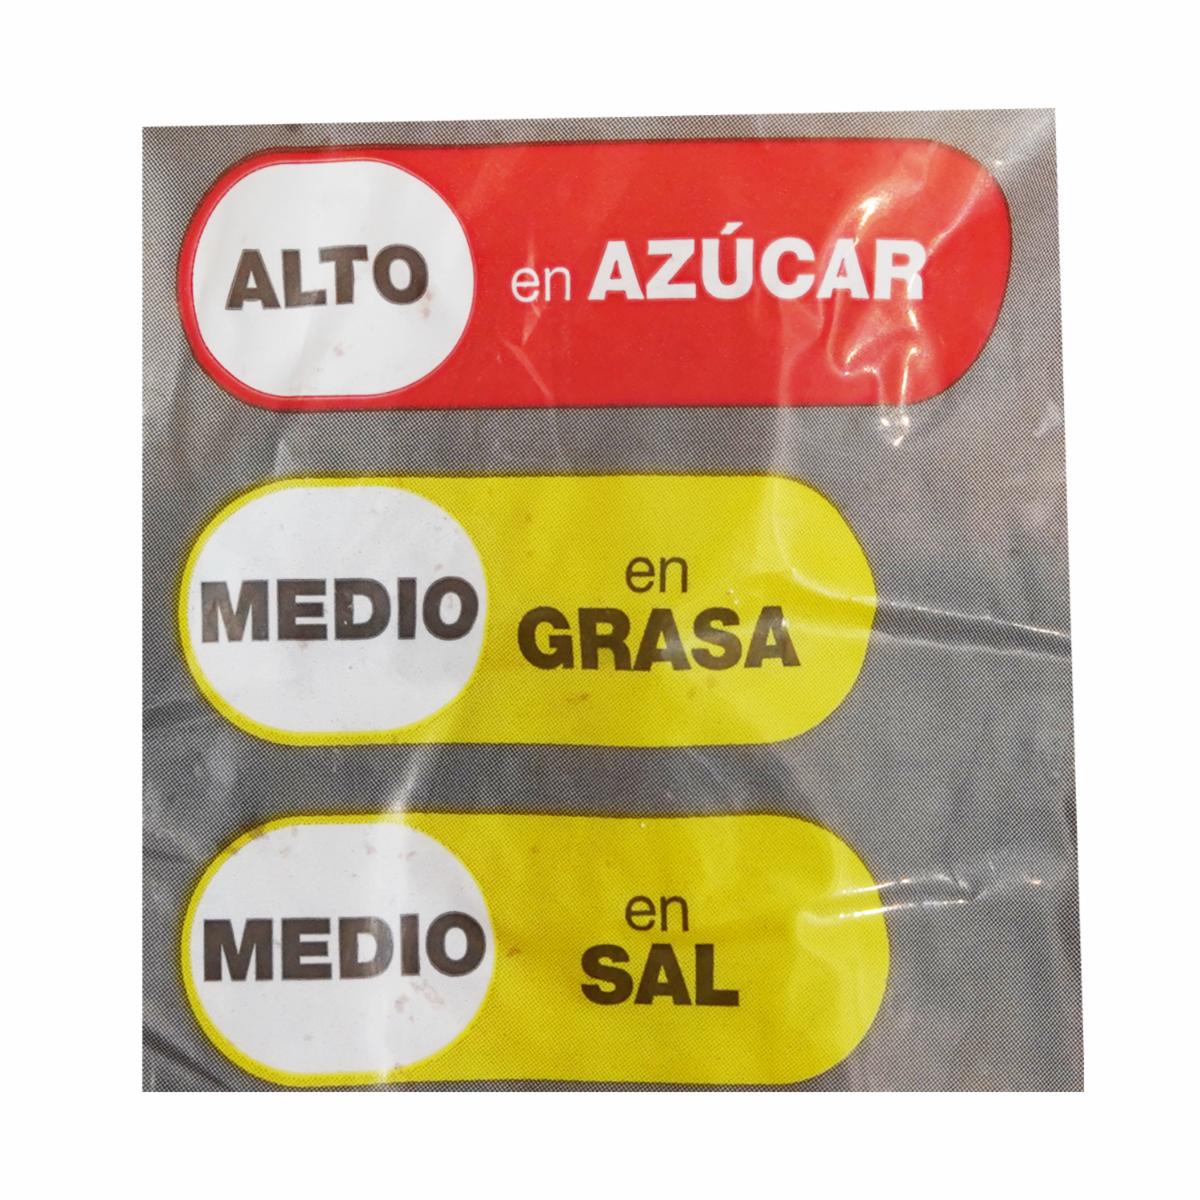 ALTO en AZÚCAR
MEDIO en
GRASA
MEDIO en
SAL